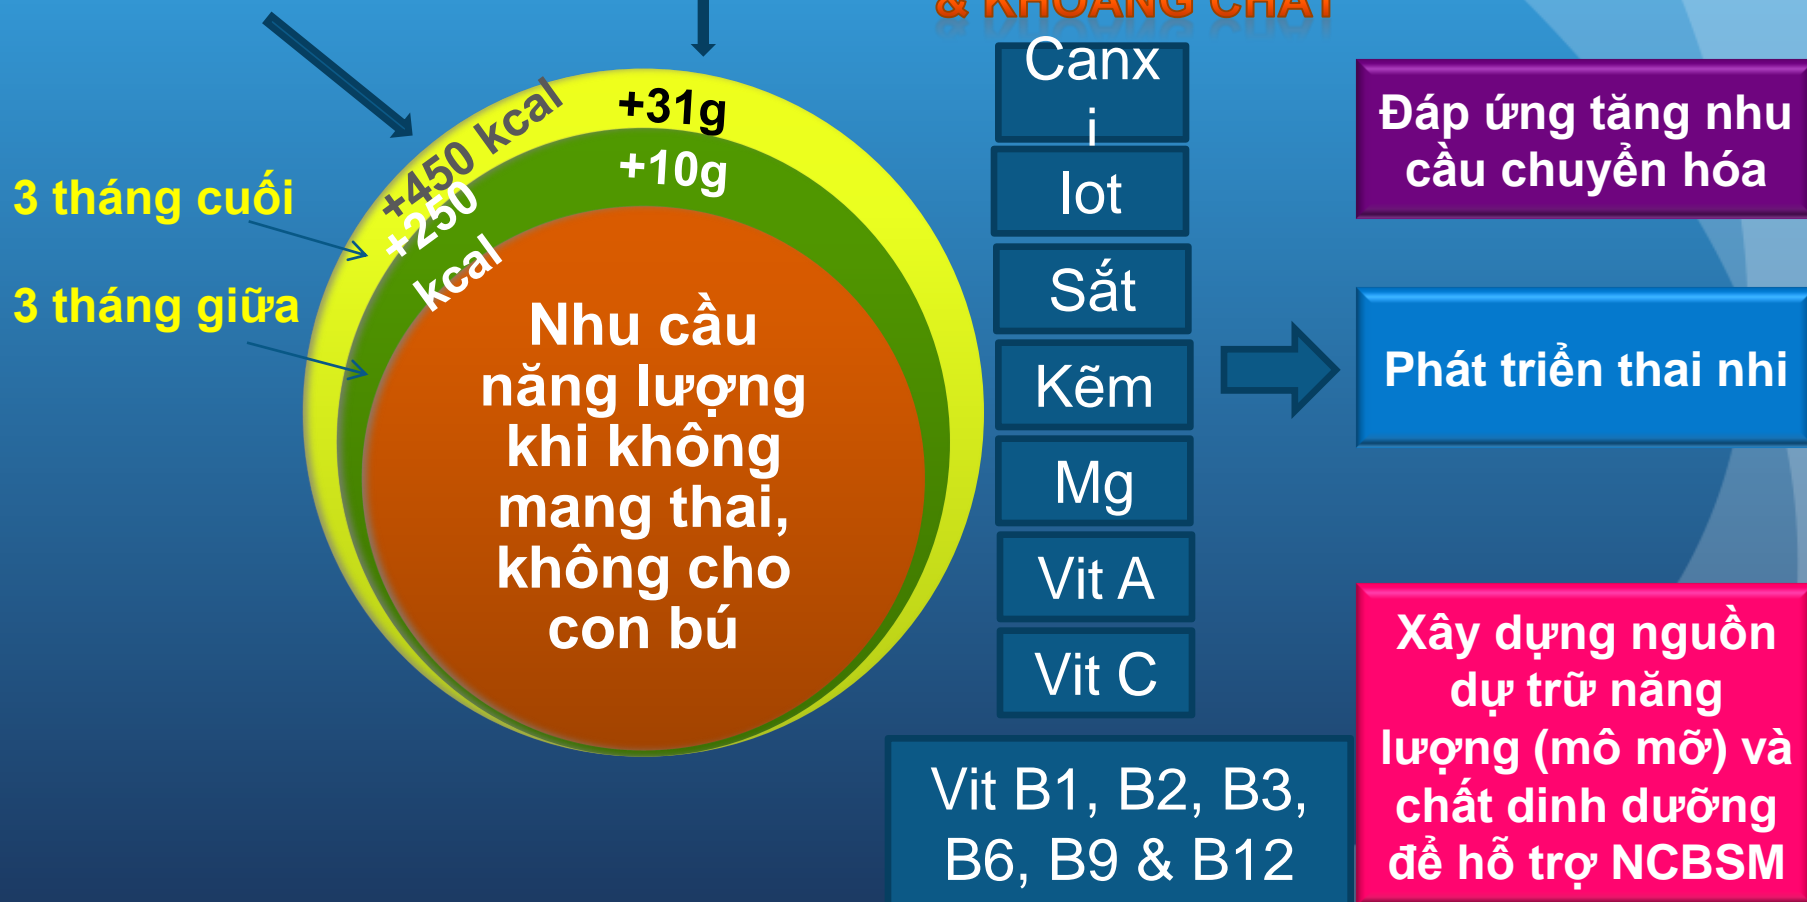 & KHOÁNG CHẤT
+450 kcal
+31g
+250
kcal
+10g
3 tháng cuối
3 tháng giữa
Nhu cầu
năng lượng
khi không
mang thai,
không cho
con bú
Canx
i
Iot
Sắt
Kẽm
Mg
Vit A
Vit C
Vit B1, B2, B3,
B6, B9 & B12
Đáp ứng tăng nhu
cầu chuyển hóa
Phát triển thai nhi
Xây dựng nguồn
dự trữ năng
lượng (mô mỡ) và
chất dinh dưỡng
để hỗ trợ NCBSM